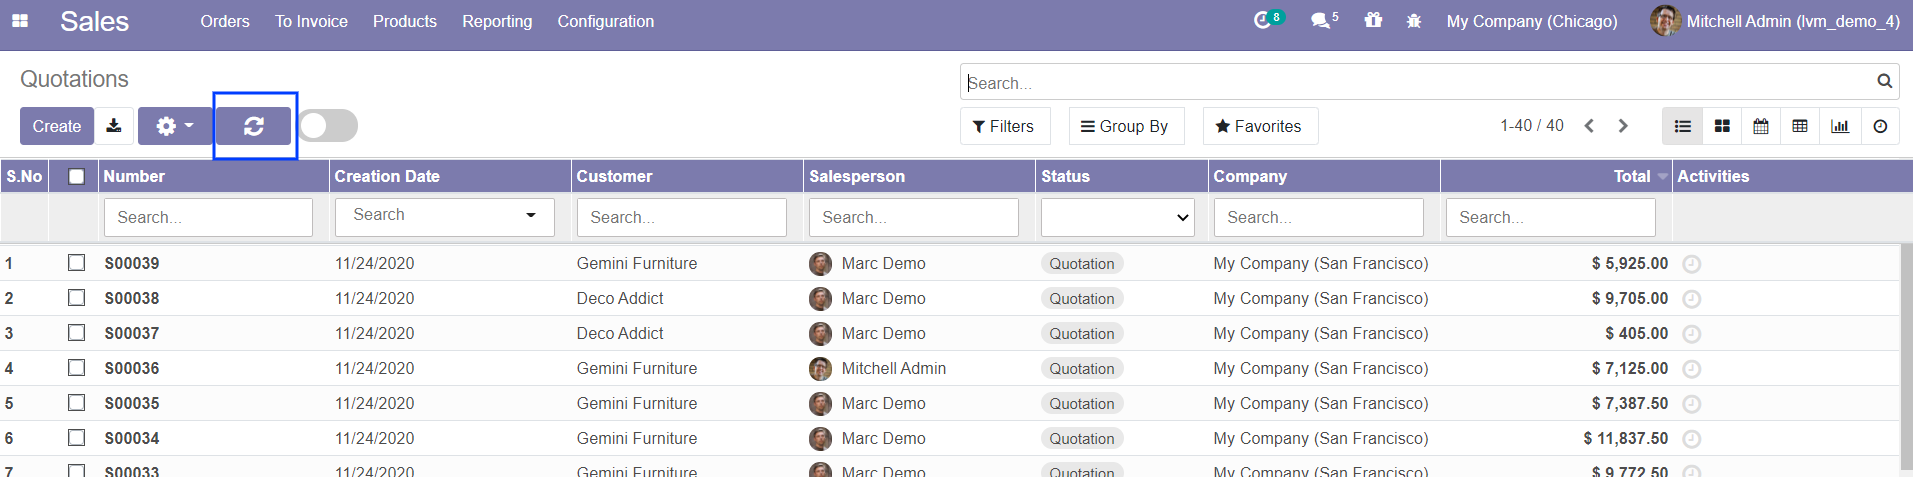 Sales Orders To Invoice Products Reporting Configuration 8 5 My Company (Chicago) Mitchell Admin (lvm_demo_4)
Quotations Search...
Create Filters Group By Favorites 1-40 / 40
S.No Number Creation Date Customer Salesperson Status Company Total Activities
Search... Search Search... Search... Search... Search...
1 S00039 11/24/2020 Gemini Furniture Marc Demo Quotation My Company (San Francisco) $ 5,925.00
2 S00038 11/24/2020 Deco Addict Marc Demo Quotation My Company (San Francisco) $ 9,705.00
3 S00037 11/24/2020 Deco Addict Marc Demo Quotation My Company (San Francisco) $ 405.00
4 S00036 11/24/2020 Gemini Furniture Mitchell Admin Quotation My Company (San Francisco) $ 7,125.00
5 S00035 11/24/2020 Gemini Furniture Marc Demo Quotation My Company (San Francisco) $ 7,387.50
6 S00034 11/24/2020 Gemini Furniture Marc Demo Quotation My Company (San Francisco) $ 11,837.50
7 S00033 11/24/2020 Gemini Furniture Marc Demo Quotation My Company (San Francisco) $ 9,772.50